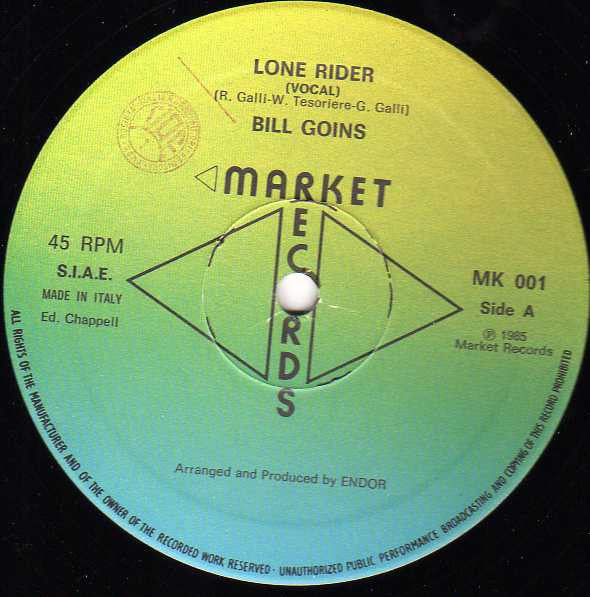 LONE RIDER
(VOCAL)
(R. Galli-W. Tesoriere-G. Galli)
BILL GOINS
MARKET
RECORDS
45 RPM
S.I.A.E.
MADE IN ITALY
Ed. Chappell
MK 001
Side A
℗ 1985
Market Records
Arranged and Produced by ENDOR
ALL RIGHTS OF THE MANUFACTURER AND OF THE OWNER OF THE RECORDED WORK RESERVED · UNAUTHORIZED PUBLIC PERFORMANCE BROADCASTING AND COPYING OF THIS RECORD PROHIBITED